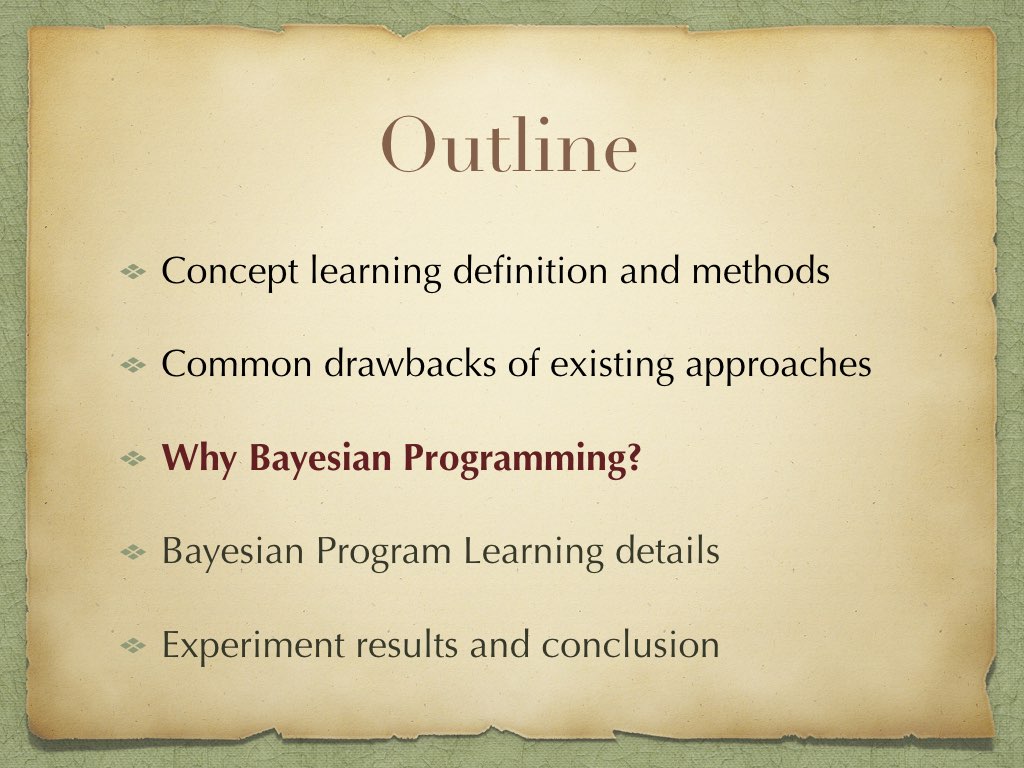 Outline
Concept learning definition and methods
Common drawbacks of existing approaches
Why Bayesian Programming?
Bayesian Program Learning details
Experiment results and conclusion